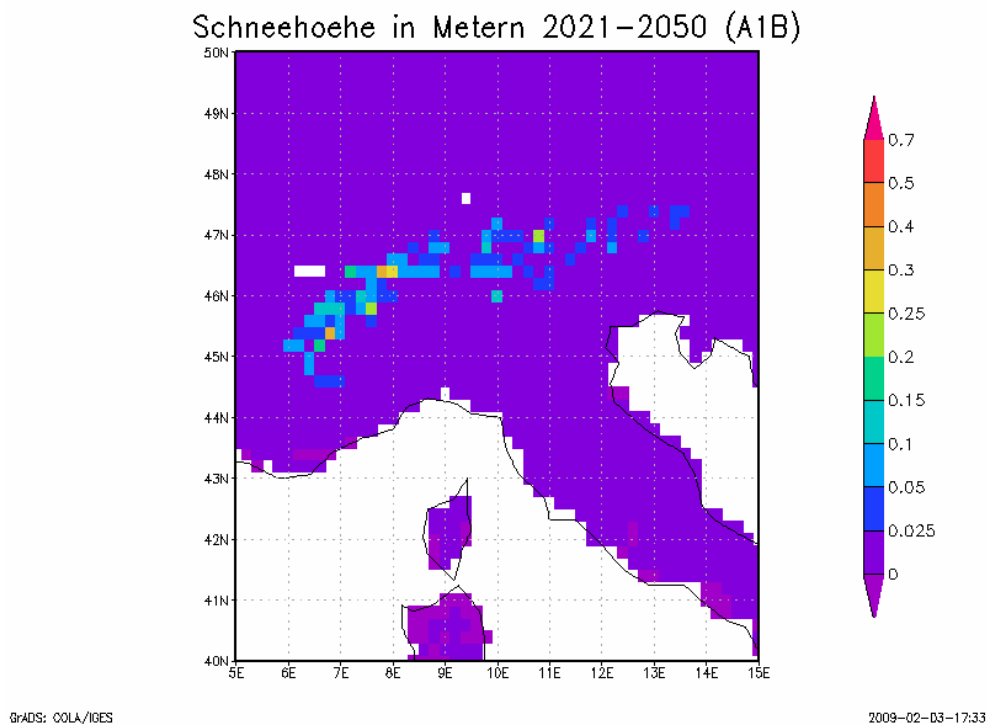 Schneehoehe in Metern 2021-2050 (A1B)
50N
49N
48N
47N
46N
45N
44N
43N
42N
41N
40N
5E 6E 7E 8E 9E 10E 11E 12E 13E 14E 15E
0.7
0.5
0.4
0.3
0.25
0.2
0.15
0.1
0.05
0.025
0
GrADS: COLA/IGES
2009-02-03-17:33